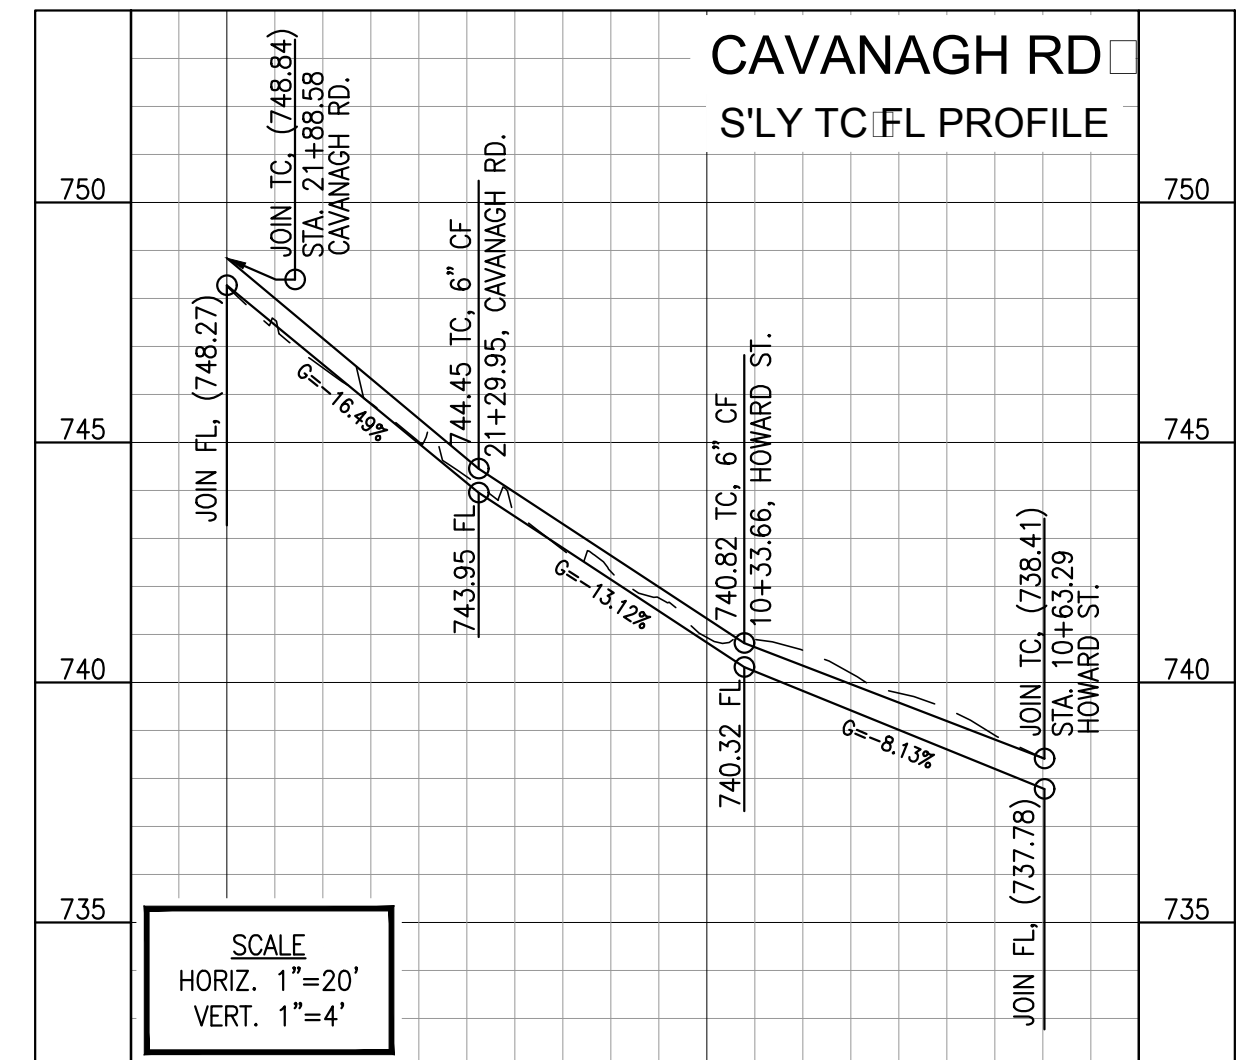 CAVANAGH RD
S'LY TC FL PROFILE
JOIN TC, (748.84)
STA. 21+88.58
CAVANAGH RD.
750
750
JOIN FL, (748.27)
744.45 TC, 6" CF
21+29.95, CAVANAGH RD.
G=-16.49%
745
745
743.95 FL
740.82 TC, 6" CF
10+33.66, HOWARD ST.
G=-13.12%
740
740
740.32 FL
JOIN TC, (738.41)
STA. 10+63.29
HOWARD ST.
G=-8.13%
JOIN FL, (737.78)
735
735
SCALE
HORIZ. 1"=20'
VERT. 1"=4'